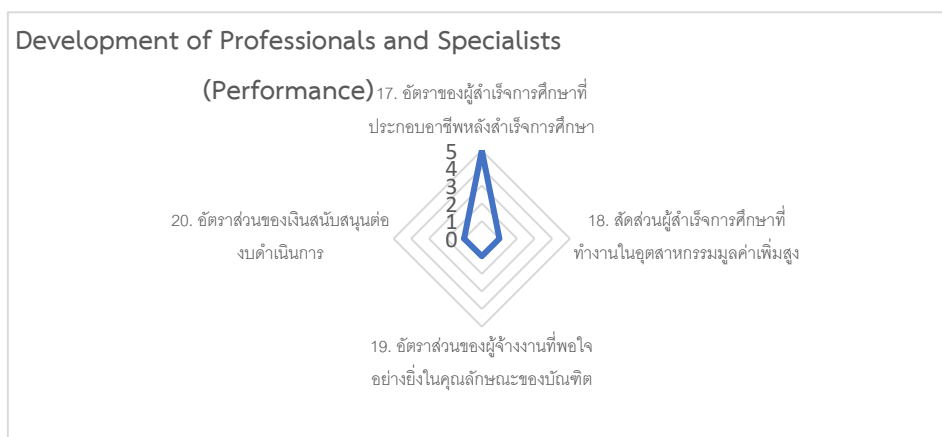 Development of Professionals and Specialists
(Performance)
17. อัตราของผู้สำเร็จการศึกษาที่
ประกอบอาชีพหลังสำเร็จการศึกษา
5
4
3
2
1
0
20. อัตราส่วนของเงินสนับสนุนต่อ
งบดำเนินการ
18. สัดส่วนผู้สำเร็จการศึกษาที่
ทำงานในอุตสาหกรรมมูลค่าเพิ่มสูง
19. อัตราส่วนของผู้จ้างงานที่พอใจ
อย่างยิ่งในคุณลักษณะของบัณฑิต